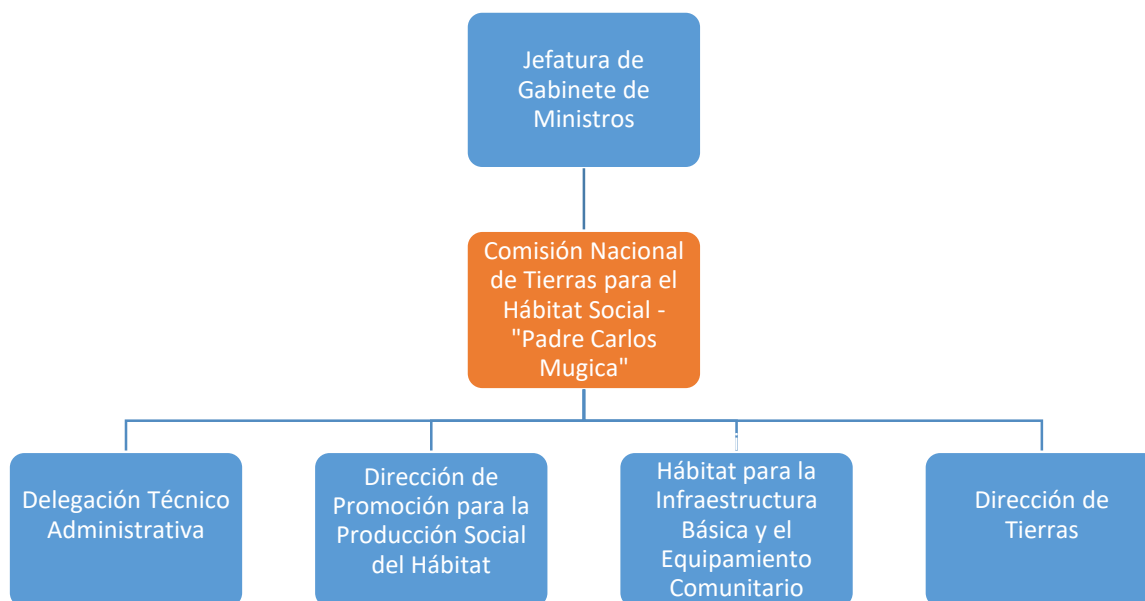 Jefatura de
Gabinete de
Ministros
Comisión Nacional
de Tierras para el
Hábitat Social -
"Padre Carlos
Mugica"
Delegación Técnico
Administrativa
Dirección de
Promoción para la
Producción Social
del Hábitat
Hábitat para la
Infraestructura
Básica y el
Equipamiento
Comunitario
Dirección de
Tierras